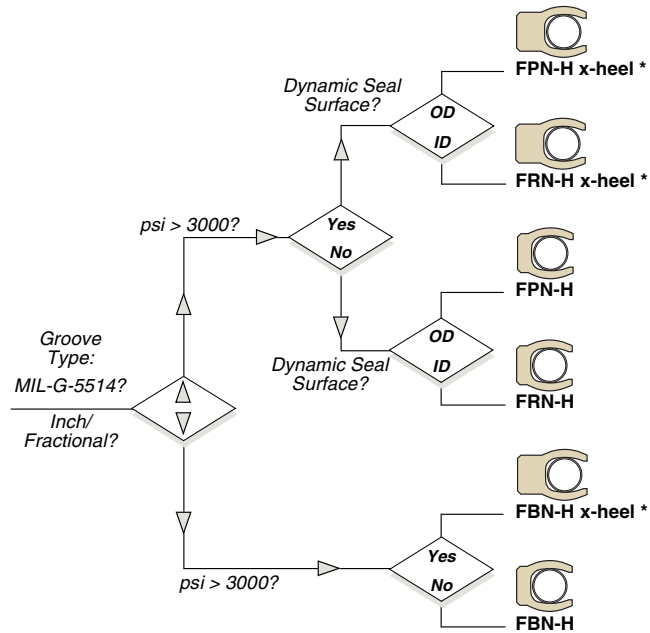 FPN-H x-heel *
Dynamic Seal
Surface?
OD
ID
FRN-H x-heel *
psi > 3000?
Yes
No
FPN-H
Groove
Type:
MIL-G-5514?
Inch/
Fractional?
Dynamic Seal
Surface?
OD
ID
FRN-H
FBN-H x-heel *
psi > 3000?
Yes
No
FBN-H